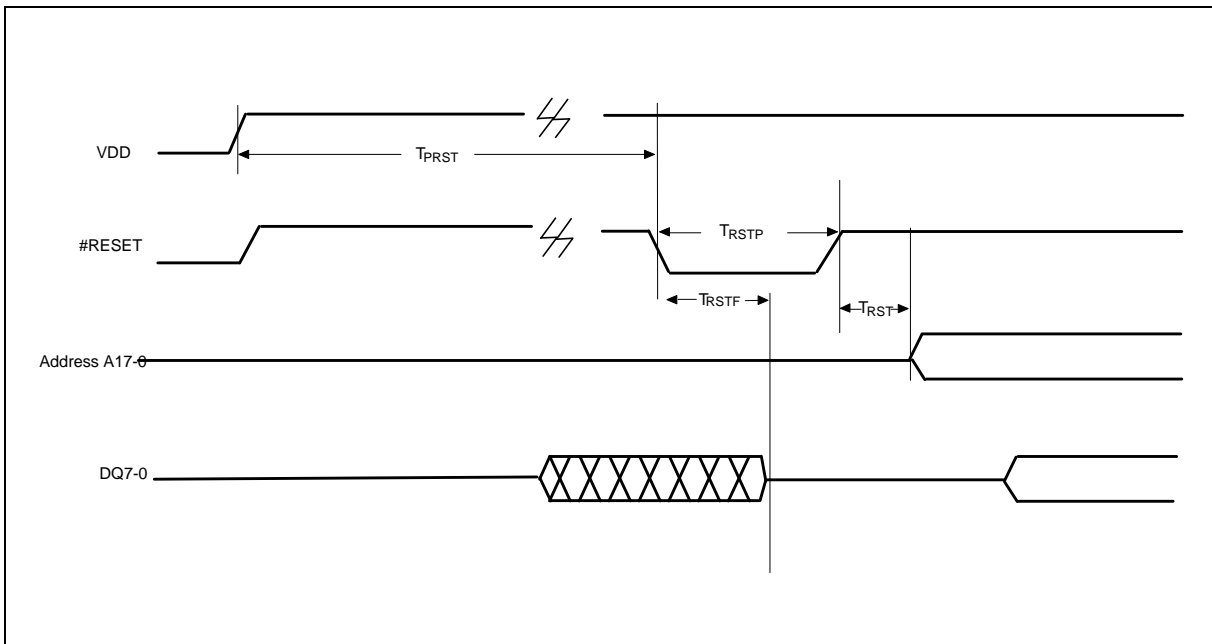 VDD
TPRST
#RESET
TRSTP
TRSTF
TRST
Address A17-0
DQ7-0